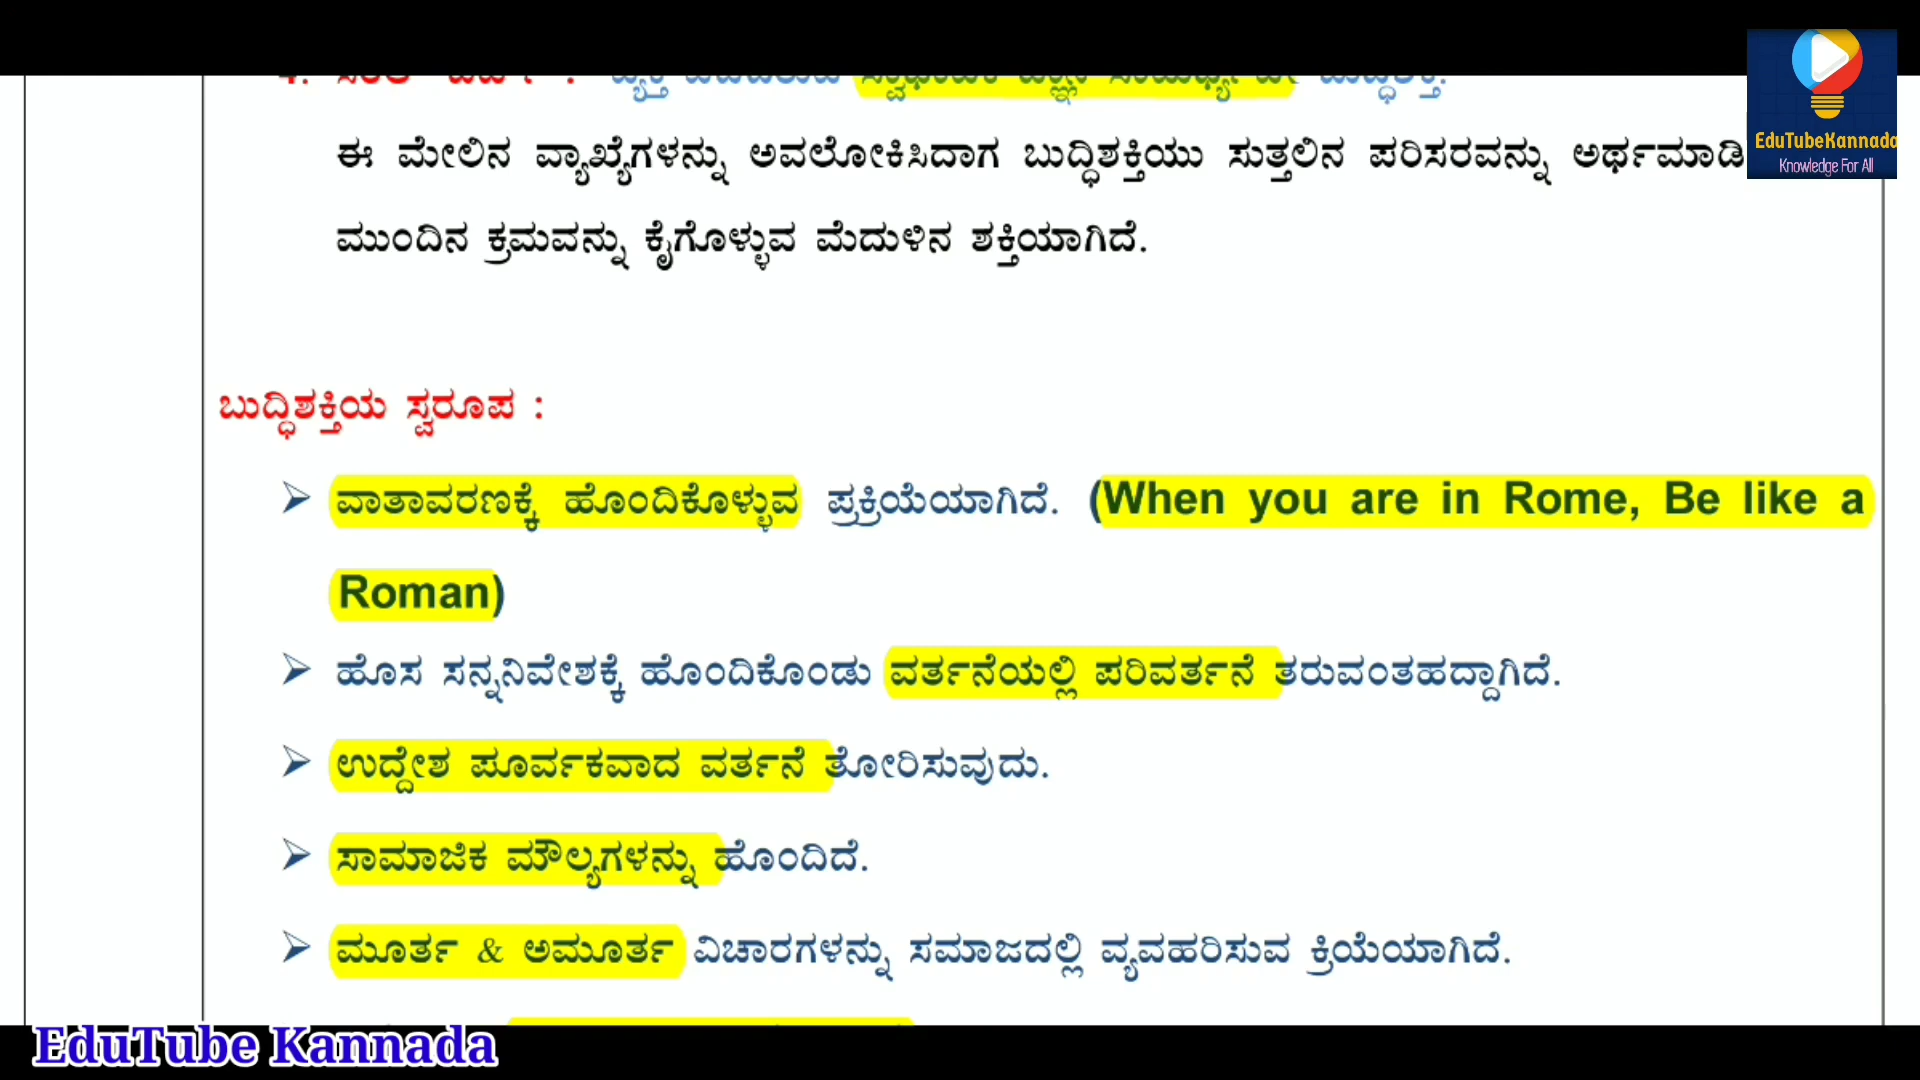 ಬುದ್ಧಿಶಕ್ತಿ.
ಈ ಮೇಲಿನ ವ್ಯಾಖ್ಯೆಗಳನ್ನು ಅವಲೋಕಿಸಿದಾಗ ಬುದ್ಧಿಶಕ್ತಿಯು ಸುತ್ತಲಿನ ಪರಿಸರವನ್ನು ಅರ್ಥಮಾಡಿ
ಮುಂದಿನ ಕ್ರಮವನ್ನು ಕೈಗೊಳ್ಳುವ ಮೆದುಳಿನ ಶಕ್ತಿಯಾಗಿದೆ.
EduTubeKannada
Knowledge For All
ಬುದ್ಧಿಶಕ್ತಿಯ ಸ್ವರೂಪ :
➢ ವಾತಾವರಣಕ್ಕೆ ಹೊಂದಿಕೊಳ್ಳುವ ಪ್ರಕ್ರಿಯೆಯಾಗಿದೆ. (When you are in Rome, Be like a
Roman)
➢ ಹೊಸ ಸನ್ನನಿವೇಶಕ್ಕೆ ಹೊಂದಿಕೊಂಡು ವರ್ತನೆಯಲ್ಲಿ ಪರಿವರ್ತನೆ ತರುವಂತಹದ್ದಾಗಿದೆ.
➢ ಉದ್ದೇಶ ಪೂರ್ವಕವಾದ ವರ್ತನೆ ತೋರಿಸುವುದು.
➢ ಸಾಮಾಜಿಕ ಮೌಲ್ಯಗಳನ್ನು ಹೊಂದಿದೆ.
➢ ಮೂರ್ತ & ಅಮೂರ್ತ ವಿಚಾರಗಳನ್ನು ಸಮಾಜದಲ್ಲಿ ವ್ಯವಹರಿಸುವ ಕ್ರಿಯೆಯಾಗಿದೆ.
EduTube Kannada